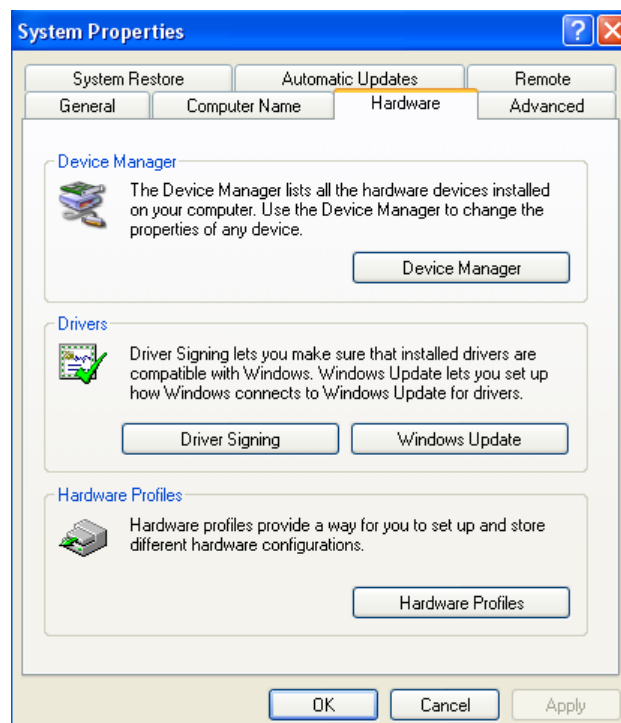 System Properties
System Restore Automatic Updates Remote
General Computer Name Hardware Advanced
Device Manager
The Device Manager lists all the hardware devices installed
on your computer. Use the Device Manager to change the
properties of any device.
Device Manager
Drivers
Driver Signing lets you make sure that installed drivers are
compatible with Windows. Windows Update lets you set up
how Windows connects to Windows Update for drivers.
Driver Signing Windows Update
Hardware Profiles
Hardware profiles provide a way for you to set up and store
different hardware configurations.
Hardware Profiles
OK Cancel Apply